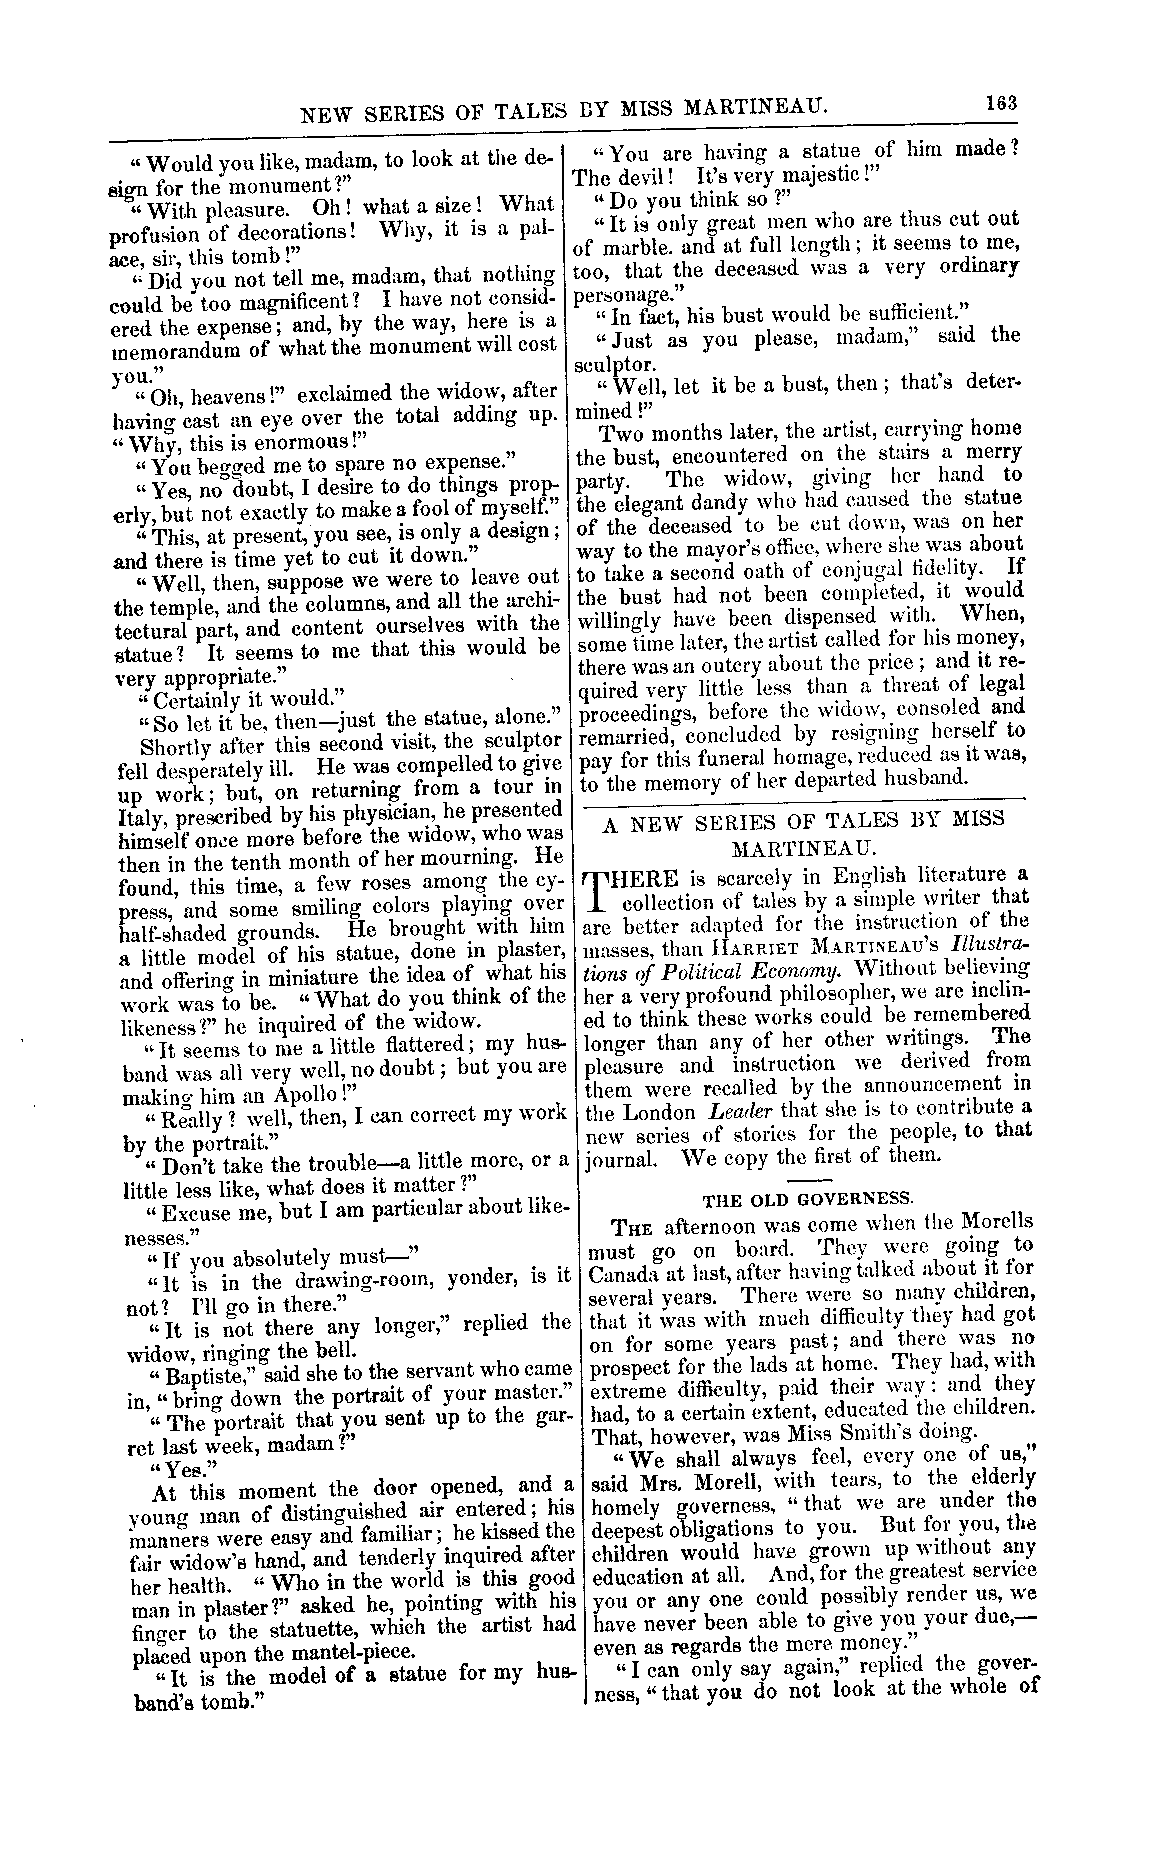 NEW SERIES OF TALES BY MISS MARTINEAU. 163
“Would you like, madam, to look at the de-
sign for the monument?”
“With pleasure. Oh! what a size! What
profusion of decorations! Why, it is a pal-
ace, sir, this tomb!”
“Did you not tell me, madam, that nothing
could be too magnificent? I have not consid-
ered the expense; and, by the way, here is a
memorandum of what the monument will cost
you.”
“Oh, heavens!” exclaimed the widow, after
having cast an eye over the total adding up.
“Why, this is enormous!”
“You begged me to spare no expense.”
“Yes, no doubt, I desire to do things prop-
erly, but not exactly to make a fool of myself.”
“This, at present, you see, is only a design;
and there is time yet to cut it down.”
“Well, then, suppose we were to leave out
the temple, and the columns, and all the archi-
tectural part, and content ourselves with the
statue? It seems to me that this would be
very appropriate.”
“Certainly it would.”
“So let it be, then—just the statue, alone.”
Shortly after this second visit, the sculptor
fell desperately ill. He was compelled to give
up work; but, on returning from a tour in
Italy, prescribed by his physician, he presented
himself once more before the widow, who was
then in the tenth month of her mourning. He
found, this time, a few roses among the cy-
press, and some smiling colors playing over
half-shaded grounds. He brought with him
a little model of his statue, done in plaster,
and offering in miniature the idea of what his
work was to be. “What do you think of the
likeness?” he inquired of the widow.
“It seems to me a little flattered; my hus-
band was all very well, no doubt; but you are
making him an Apollo!”
“Really? well, then, I can correct my work
by the portrait.”
“Don't take the trouble—a little more, or a
little less like, what does it matter?”
“Excuse me, but I am particular about like-
nesses.”
“If you absolutely must—”
“It is in the drawing-room, yonder, is it
not? I'll go in there.”
“It is not there any longer,” replied the
widow, ringing the bell.
“Baptiste,” said she to the servant who came
in, “bring down the portrait of your master.”
“The portrait that you sent up to the gar-
ret last week, madam?”
“Yes.”
At this moment the door opened, and a
young man of distinguished air entered; his
manners were easy and familiar; he kissed the
fair widow's hand, and tenderly inquired after
her health. “Who in the world is this good
man in plaster?” asked he, pointing with his
finger to the statuette, which the artist had
placed upon the mantel-piece.
“It is the model of a statue for my hus-
band's tomb.”
“You are having a statue of him made?
The devil! It's very majestic!”
“Do you think so?”
“It is only great men who are thus cut out
of marble. and at full length; it seems to me,
too, that the deceased was a very ordinary
personage.”
“In fact, his bust would be sufficient.”
“Just as you please, madam,” said the
sculptor.
“Well, let it be a bust, then; that's deter-
mined!”
Two months later, the artist, carrying home
the bust, encountered on the stairs a merry
party. The widow, giving her hand to
the elegant dandy who had caused the statue
of the deceased to be cut down, was on her
way to the mayor's office, where she was about
to take a second oath of conjugal fidelity. If
the bust had not been completed, it would
willingly have been dispensed with. When,
some time later, the artist called for his money,
there was an outcry about the price; and it re-
quired very little less than a threat of legal
proceedings, before the widow, consoled and
remarried, concluded by resigning herself to
pay for this funeral homage, reduced as it was,
to the memory of her departed husband.
A NEW SERIES OF TALES BY MISS
MARTINEAU.
THERE is scarcely in English literature a
collection of tales by a simple writer that
are better adapted for the instruction of the
masses, than HARRIET MARTINEAU'S Illustra-
tions of Political Economy. Without believing
her a very profound philosopher, we are inclin-
ed to think these works could be remembered
longer than any of her other writings. The
pleasure and instruction we derived from
them were recalled by the announcement in
the London Leader that she is to contribute a
new series of stories for the people, to that
journal. We copy the first of them.
THE OLD GOVERNESS.
THE afternoon was come when the Morells
must go on board. They were going to
Canada at last, after having talked about it for
several years. There were so many children,
that it was with much difficulty they had got
on for some years past; and there was no
prospect for the lads at home. They had, with
extreme difficulty, paid their way: and they
had, to a certain extent, educated the children.
That, however, was Miss Smith's doing.
“We shall always feel, every one of us,”
said Mrs. Morell, with tears, to the elderly
homely governess, “that we are under the
deepest obligations to you. But for you, the
children would have grown up without any
education at all. And, for the greatest service
you or any one could possibly render us, we
have never been able to give you your due,—
even as regards the mere money.”
“I can only say again,” replied the gover-
ness, “that you do not look at the whole of